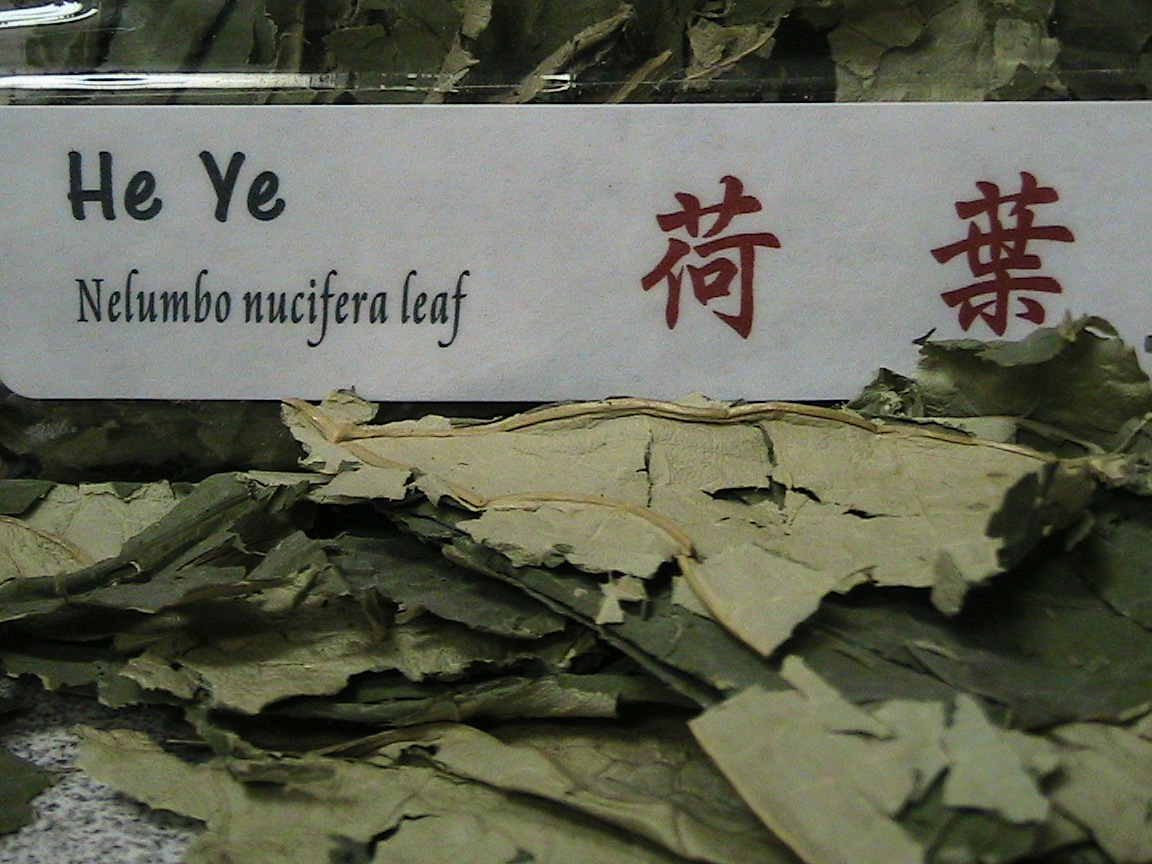 He Ye
Nelumbo nucifera leaf
荷 葉